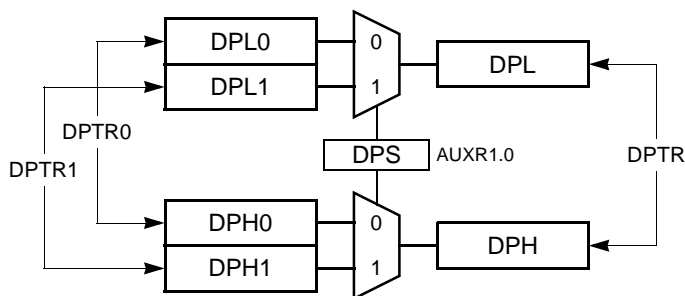 DPL0
0
DPL1
1
DPL
DPTR0
DPTR1
DPS
AUXR1.0
DPTR
DPH0
0
DPH1
1
DPH